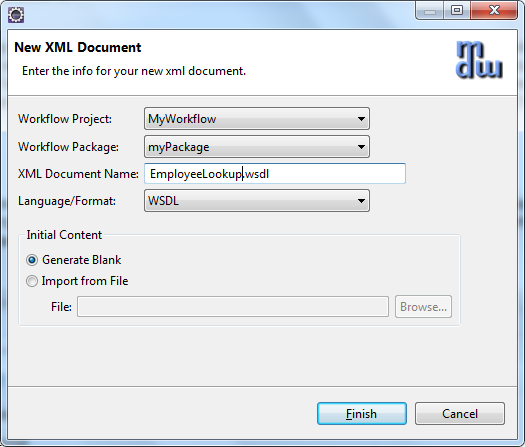 New XML Document
Enter the info for your new xml document.
mdw
Workflow Project: MyWorkflow
Workflow Package: myPackage
XML Document Name: EmployeeLookup.wsdl
Language/Format: WSDL
Initial Content
Generate Blank
Import from File
File: Browse...
Finish Cancel